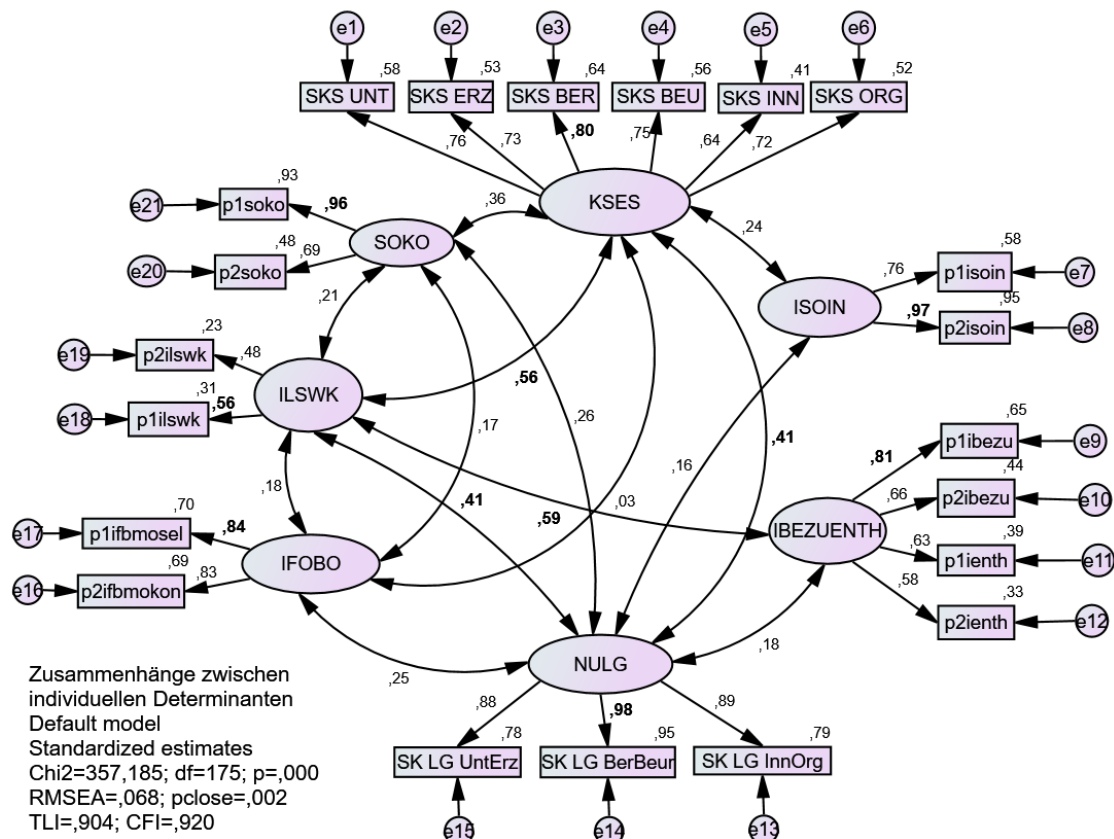 e1 e2 e3 e4 e5 e6
,58 ,53 ,64 ,56 ,41 ,52
SKS UNT SKS ERZ SKS BER SKS BEU SKS INN SKS ORG
,76 ,73 ,80 ,75 ,64 ,72
KSES
,93
e21 p1soko ,96
,36
SOKO
,24
,48
e20 p2soko ,69
,58
,76 p1isoin e7
ISOIN
,95
,97 p2isoin e8
,21
,23
e19 p2ilswk ,48
ILSWK
,31
e18 p1ilswk ,56
,56
,17 ,26 ,41
,16
,65
,81 p1ibezu e9
,44
,66 p2ibezu e10
IBEZUENTH
,39
,63 p1ienth e11
,33
,58 p2ienth e12
,18
,41
,03
,59
,70
e17 p1ifbmosel ,84
IFOBO
,69
e16 p2ifbmokon ,83
,25
NULG
,18
,88 ,98 ,89
,78 ,95 ,79
SK LG UntErz SK LG BerBeur SK LG InnOrg
e15 e14 e13
Zusammenhänge zwischen
individuellen Determinanten
Default model
Standardized estimates
Chi2=357,185; df=175; p=,000
RMSEA=,068; pclose=,002
TLI=,904; CFI=,920